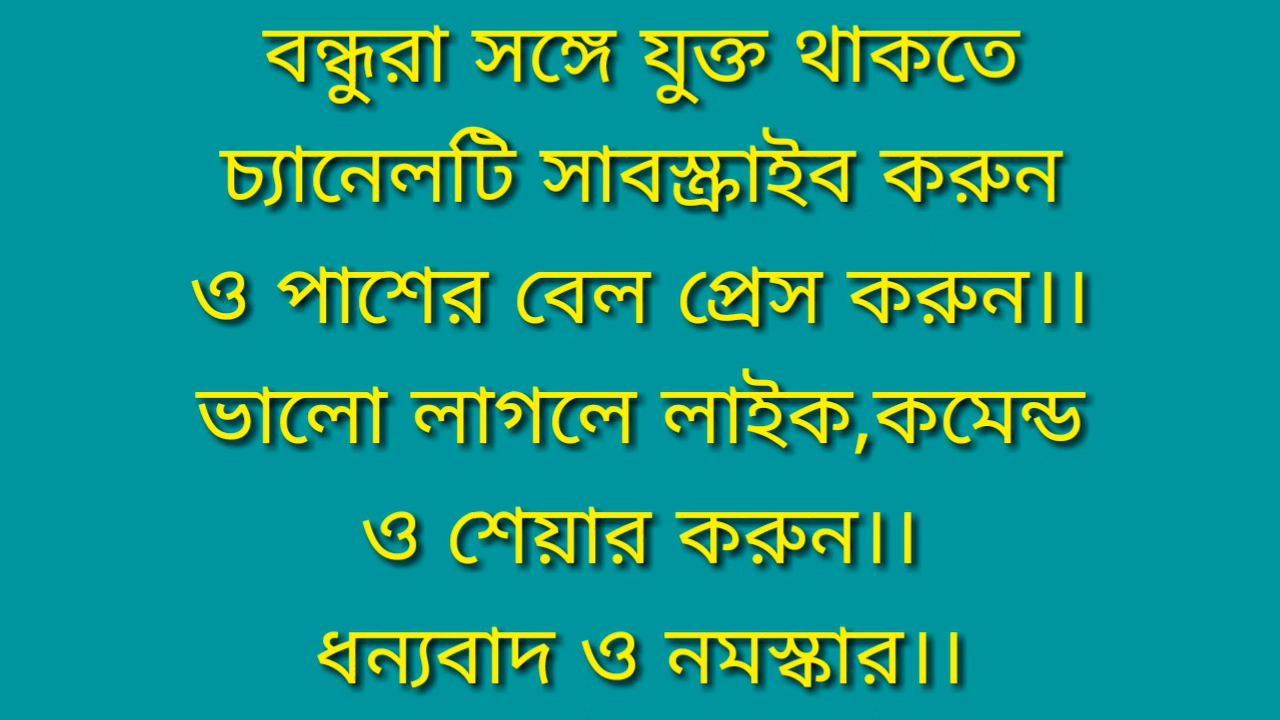 বন্ধুরা সঙ্গে যুক্ত থাকতে
চ্যানেলটি সাবস্ক্রাইব করুন
ও পাশের বেল প্রেস করুন।।
ভালো লাগলে লাইক,কমেন্ড
ও শেয়ার করুন।।
ধন্যবাদ ও নমস্কার।।